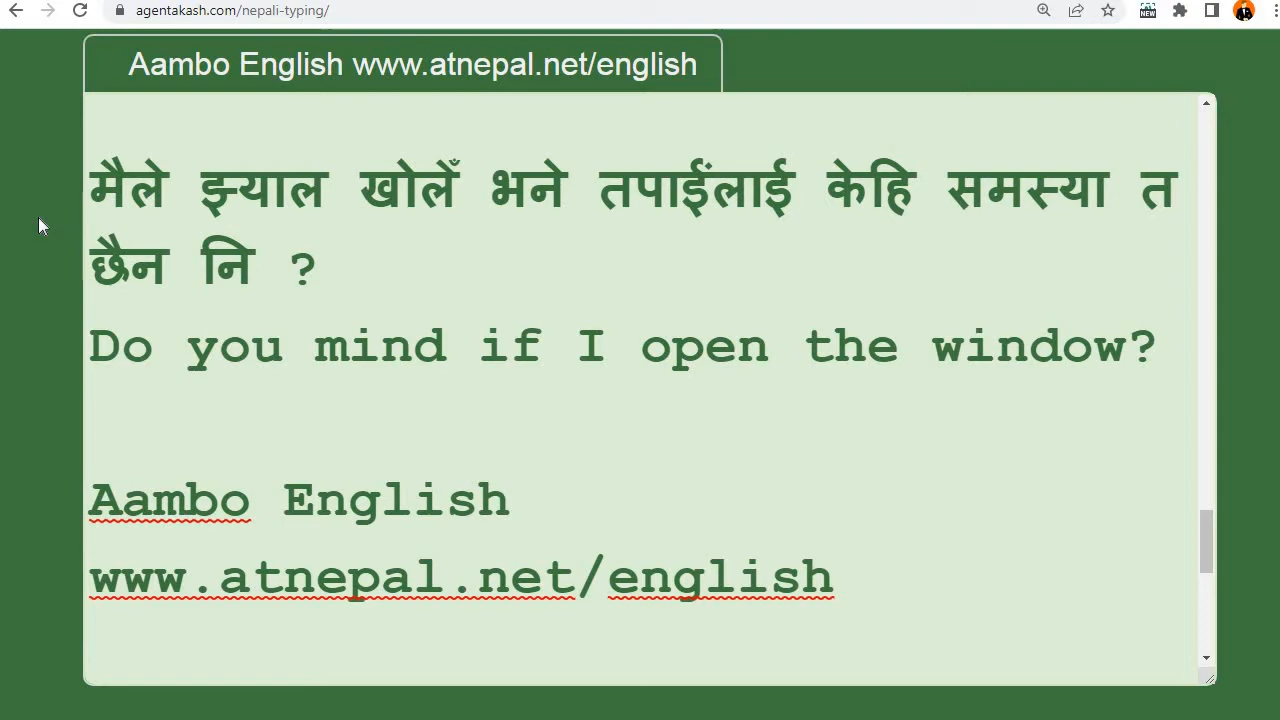 agentakash.com/nepali-typing/
NEW
Aambo English www.atnepal.net/english
मैले झ्याल खोलेँ भने तपाईंलाई केहि समस्या त
छैन नि ?
Do you mind if I open the window?
Aambo English
www.atnepal.net/english